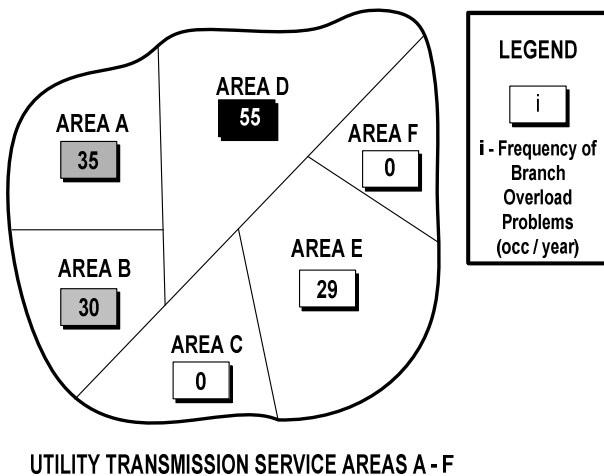 AREA A
35
AREA D
55
AREA F
0
AREA B
30
AREA E
29
AREA C
0
LEGEND
i
i - Frequency of
Branch
Overload
Problems
(occ / year)
UTILITY TRANSMISSION SERVICE AREAS A - F